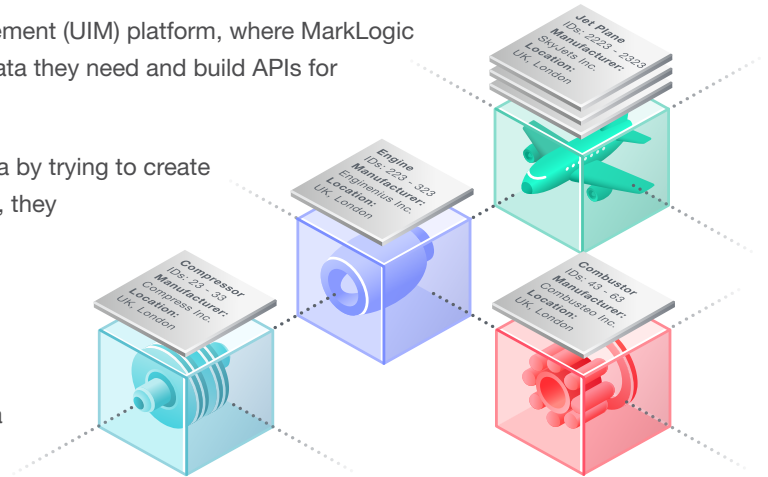 ement (UIM) platform, where MarkLogic
ata they need and build APIs for
a by trying to create
, they
a
Jet Plane
IDs: 2223 - 2323
Manufacturer:
SkyJets Inc.
Location:
UK, London
Engine
IDs: 223 - 323
Manufacturer:
Enginenius Inc.
Location:
UK, London
Compressor
IDs: 23 - 33
Manufacturer:
Compress Inc.
Location:
UK, London
Combustor
IDs: 43 - 63
Manufacturer:
Combusteo Inc.
Location:
UK, London